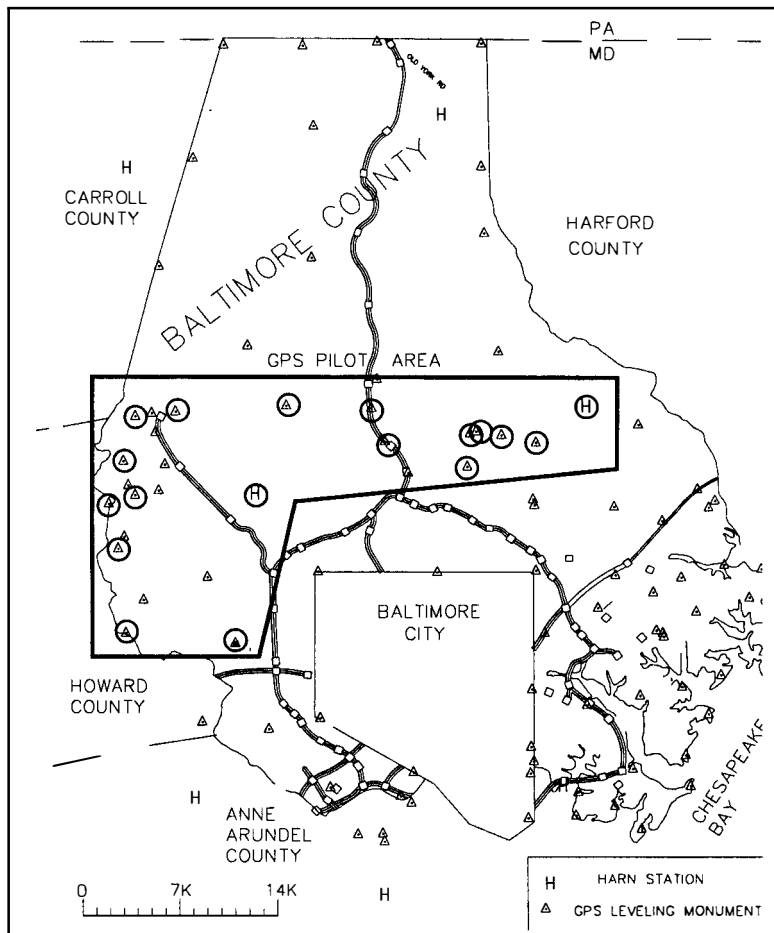 PA
MD
OLD YORK RD
H
H
CARROLL
COUNTY
BALTIMORE COUNTY
HARFORD
COUNTY
GPS PILOT AREA
H
H
BALTIMORE
CITY
HOWARD
COUNTY
H
ANNE
ARUNDEL
COUNTY
CHESAPEAKE
BAY
H
0 7K 14K
H HARN STATION
GPS LEVELING MONUMENT